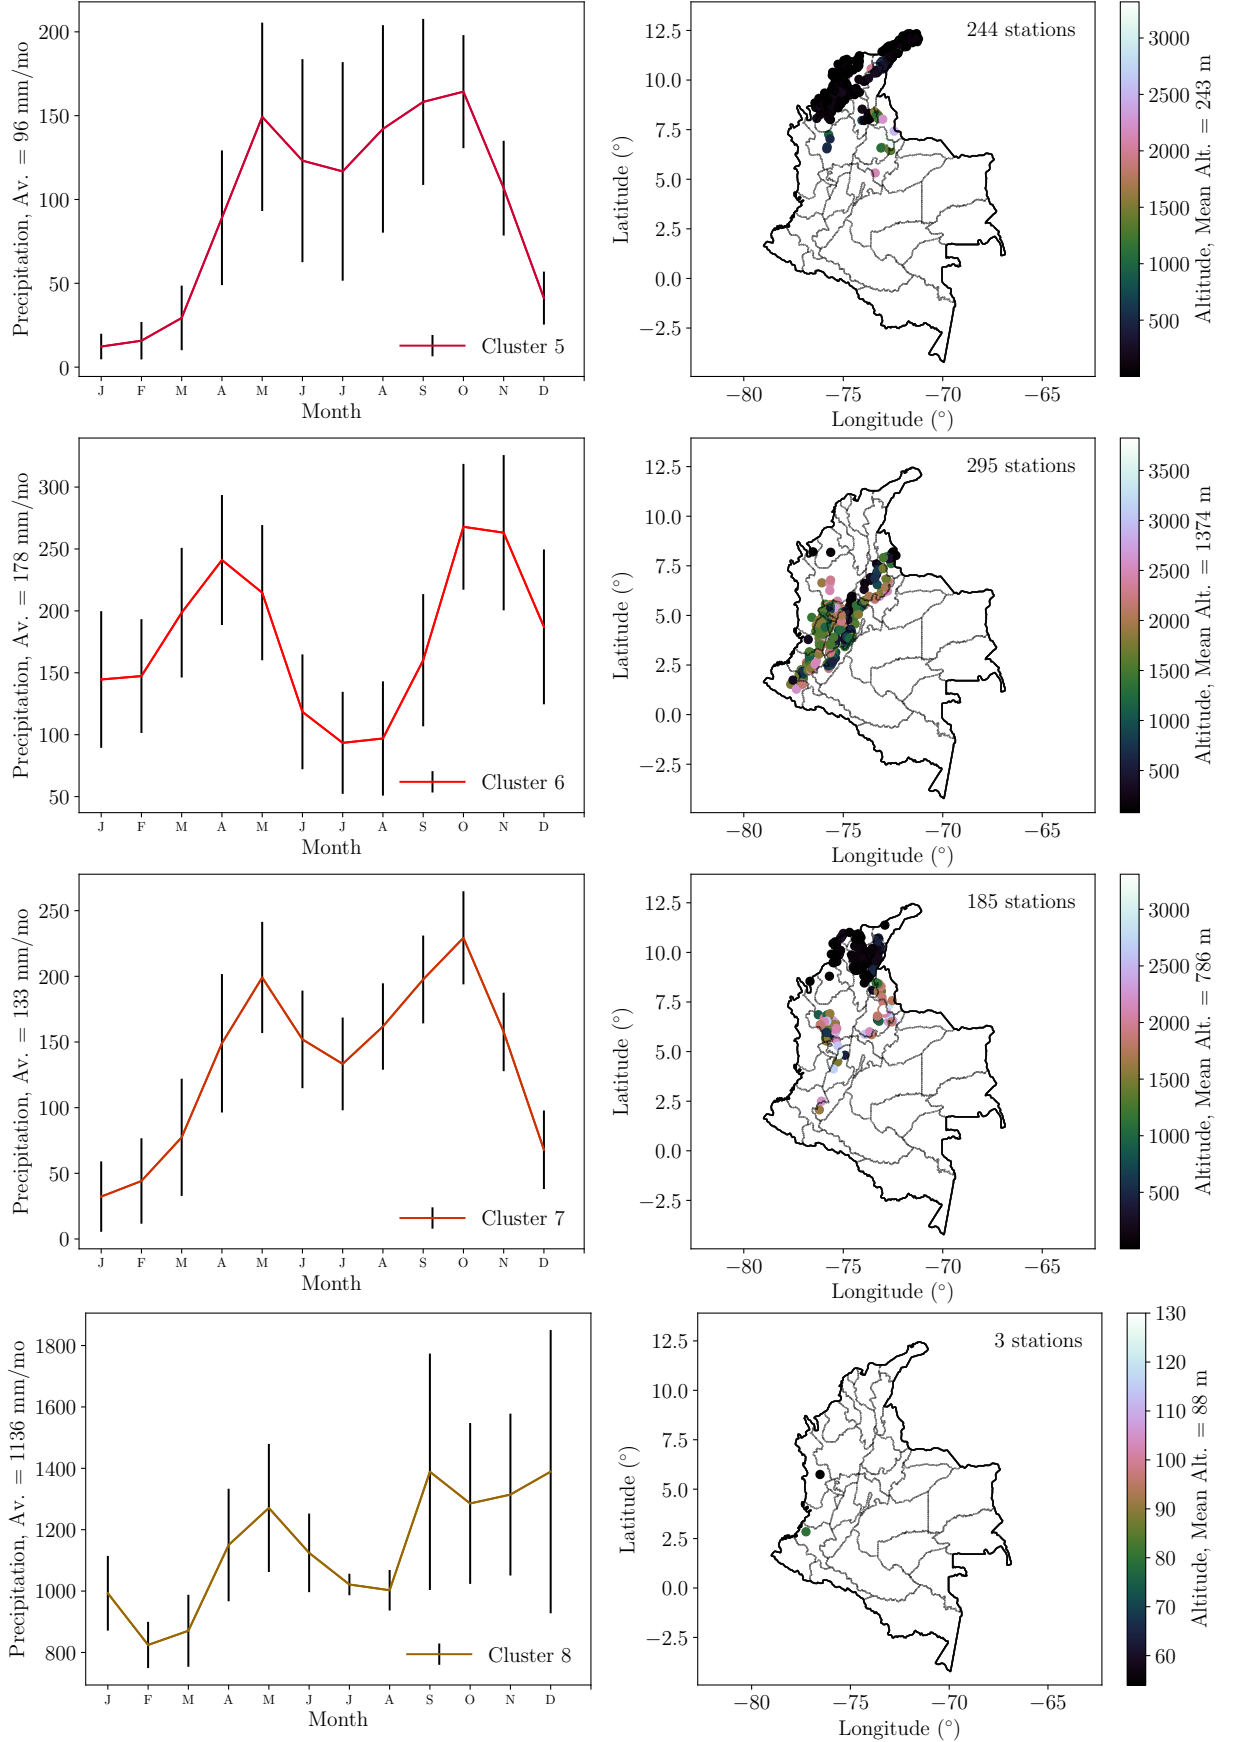 Precipitation, Av. = 96 mm/mo
200
150
100
50
0
J F M A M J J A S O N D
Month
Cluster 5
Latitude (°)
12.5
10.0
7.5
5.0
2.5
0.0
−2.5
−80 −75 −70 −65
Longitude (°)
244 stations
3000
2500
2000
1500
1000
500
Altitude, Mean Alt. = 243 m
Precipitation, Av. = 178 mm/mo
300
250
200
150
100
50
J F M A M J J A S O N D
Month
Cluster 6
Latitude (°)
12.5
10.0
7.5
5.0
2.5
0.0
−2.5
−80 −75 −70 −65
Longitude (°)
295 stations
3500
3000
2500
2000
1500
1000
500
Altitude, Mean Alt. = 1374 m
Precipitation, Av. = 133 mm/mo
250
200
150
100
50
0
J F M A M J J A S O N D
Month
Cluster 7
Latitude (°)
12.5
10.0
7.5
5.0
2.5
0.0
−2.5
−80 −75 −70 −65
Longitude (°)
185 stations
3000
2500
2000
1500
1000
500
Altitude, Mean Alt. = 786 m
Precipitation, Av. = 1136 mm/mo
1800
1600
1400
1200
1000
800
J F M A M J J A S O N D
Month
Cluster 8
Latitude (°)
12.5
10.0
7.5
5.0
2.5
0.0
−2.5
−80 −75 −70 −65
Longitude (°)
3 stations
130
120
110
100
90
80
70
60
Altitude, Mean Alt. = 88 m